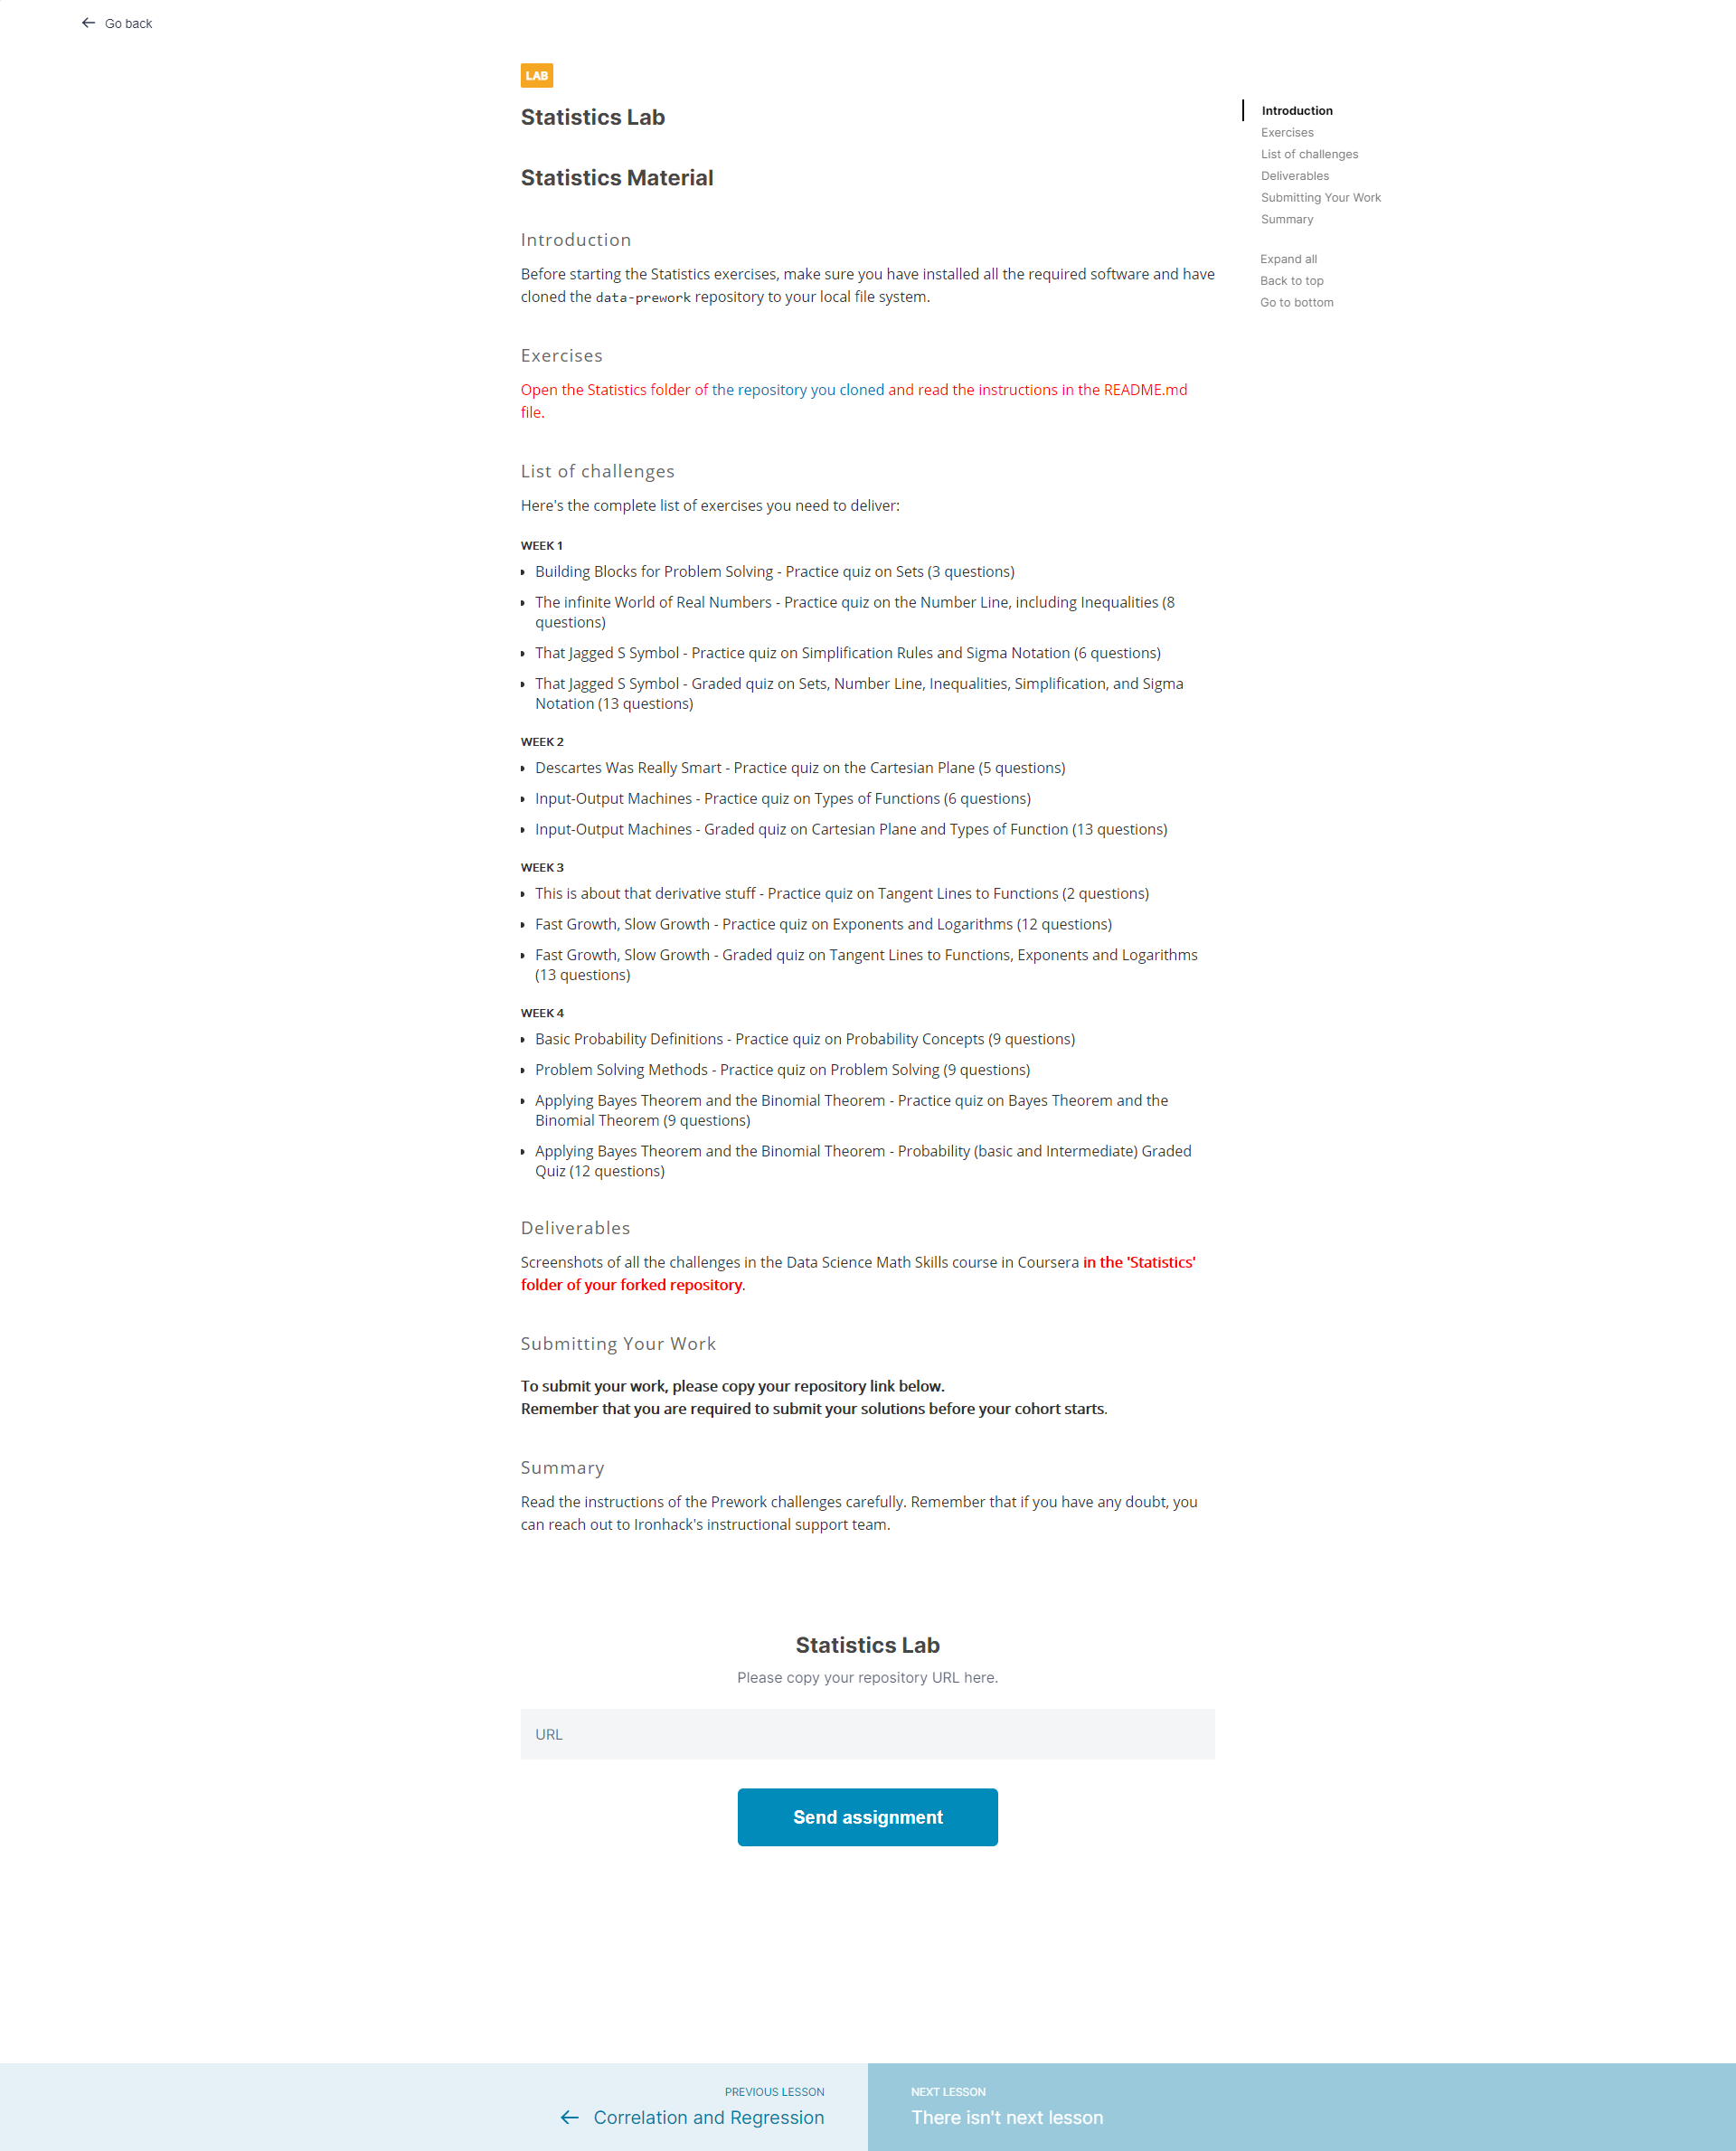 Go back
LAB
Statistics Lab
Statistics Material
Introduction
Before starting the Statistics exercises, make sure you have installed all the required software and have
cloned the data-prework repository to your local file system.
Exercises
Open the Statistics folder of the repository you cloned and read the instructions in the README.md
file.
List of challenges
Here's the complete list of exercises you need to deliver:
WEEK 1
Building Blocks for Problem Solving - Practice quiz on Sets (3 questions)
The infinite World of Real Numbers - Practice quiz on the Number Line, including Inequalities (8
questions)
That Jagged S Symbol - Practice quiz on Simplification Rules and Sigma Notation (6 questions)
That Jagged S Symbol - Graded quiz on Sets, Number Line, Inequalities, Simplification, and Sigma
Notation (13 questions)
WEEK 2
Descartes Was Really Smart - Practice quiz on the Cartesian Plane (5 questions)
Input-Output Machines - Practice quiz on Types of Functions (6 questions)
Input-Output Machines - Graded quiz on Cartesian Plane and Types of Function (13 questions)
WEEK 3
This is about that derivative stuff - Practice quiz on Tangent Lines to Functions (2 questions)
Fast Growth, Slow Growth - Practice quiz on Exponents and Logarithms (12 questions)
Fast Growth, Slow Growth - Graded quiz on Tangent Lines to Functions, Exponents and Logarithms
(13 questions)
WEEK 4
Basic Probability Definitions - Practice quiz on Probability Concepts (9 questions)
Problem Solving Methods - Practice quiz on Problem Solving (9 questions)
Applying Bayes Theorem and the Binomial Theorem - Practice quiz on Bayes Theorem and the
Binomial Theorem (9 questions)
Applying Bayes Theorem and the Binomial Theorem - Probability (basic and Intermediate) Graded
Quiz (12 questions)
Deliverables
Screenshots of all the challenges in the Data Science Math Skills course in Coursera in the 'Statistics'
folder of your forked repository.
Submitting Your Work
To submit your work, please copy your repository link below.
Remember that you are required to submit your solutions before your cohort starts.
Summary
Read the instructions of the Prework challenges carefully. Remember that if you have any doubt, you
can reach out to Ironhack's instructional support team.
Introduction
Exercises
List of challenges
Deliverables
Submitting Your Work
Summary
Expand all
Back to top
Go to bottom
Statistics Lab
Please copy your repository URL here.
URL
Send assignment
PREVIOUS LESSON
Correlation and Regression
NEXT LESSON
There isn't next lesson